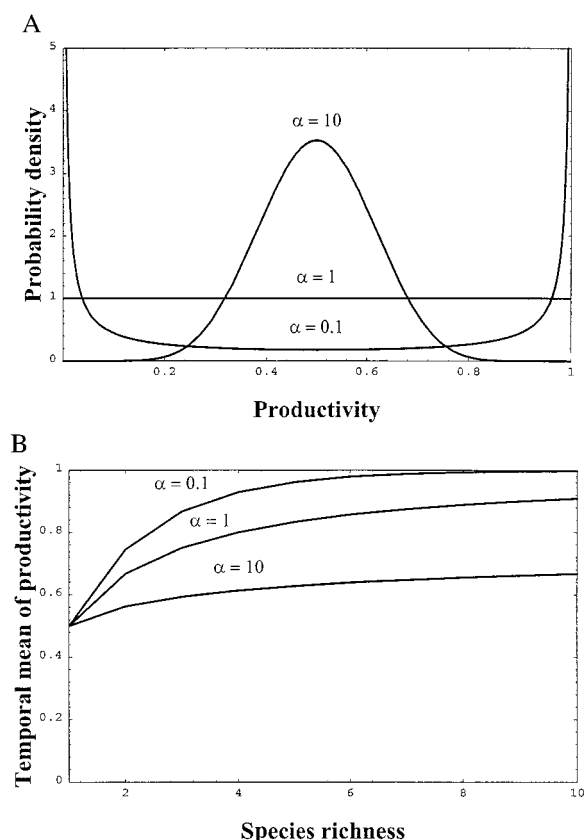 A
5
4
3
2
1
0
Probability density
α = 10
α = 1
α = 0.1
0.2 0.4 0.6 0.8 1
Productivity
B
1
0.8
0.6
0.4
0.2
0
Temporal mean of productivity
α = 0.1
α = 1
α = 10
2 4 6 8 10
Species richness